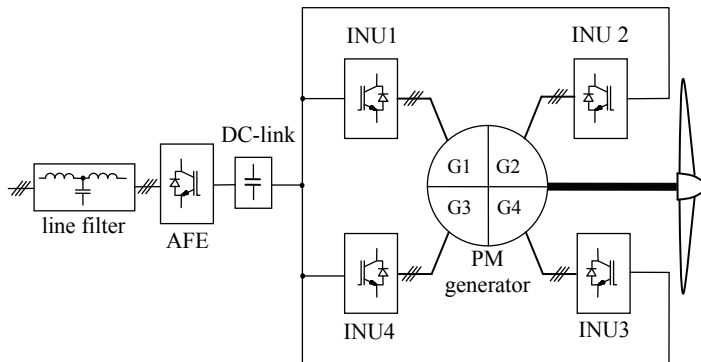 INU1
INU 2
DC-link
G1
G2
G3
G4
line filter
AFE
PM
generator
INU4
INU3